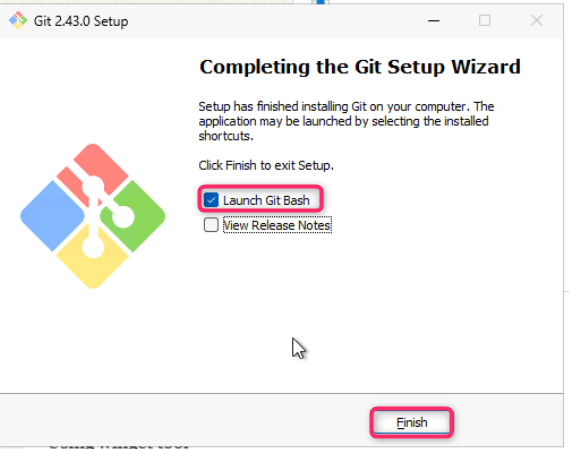 Git 2.43.0 Setup
Completing the Git Setup Wizard
Setup has finished installing Git on your computer. The
application may be launched by selecting the installed
shortcuts.
Click Finish to exit Setup.
Launch Git Bash
View Release Notes
Finish
Using winget tool